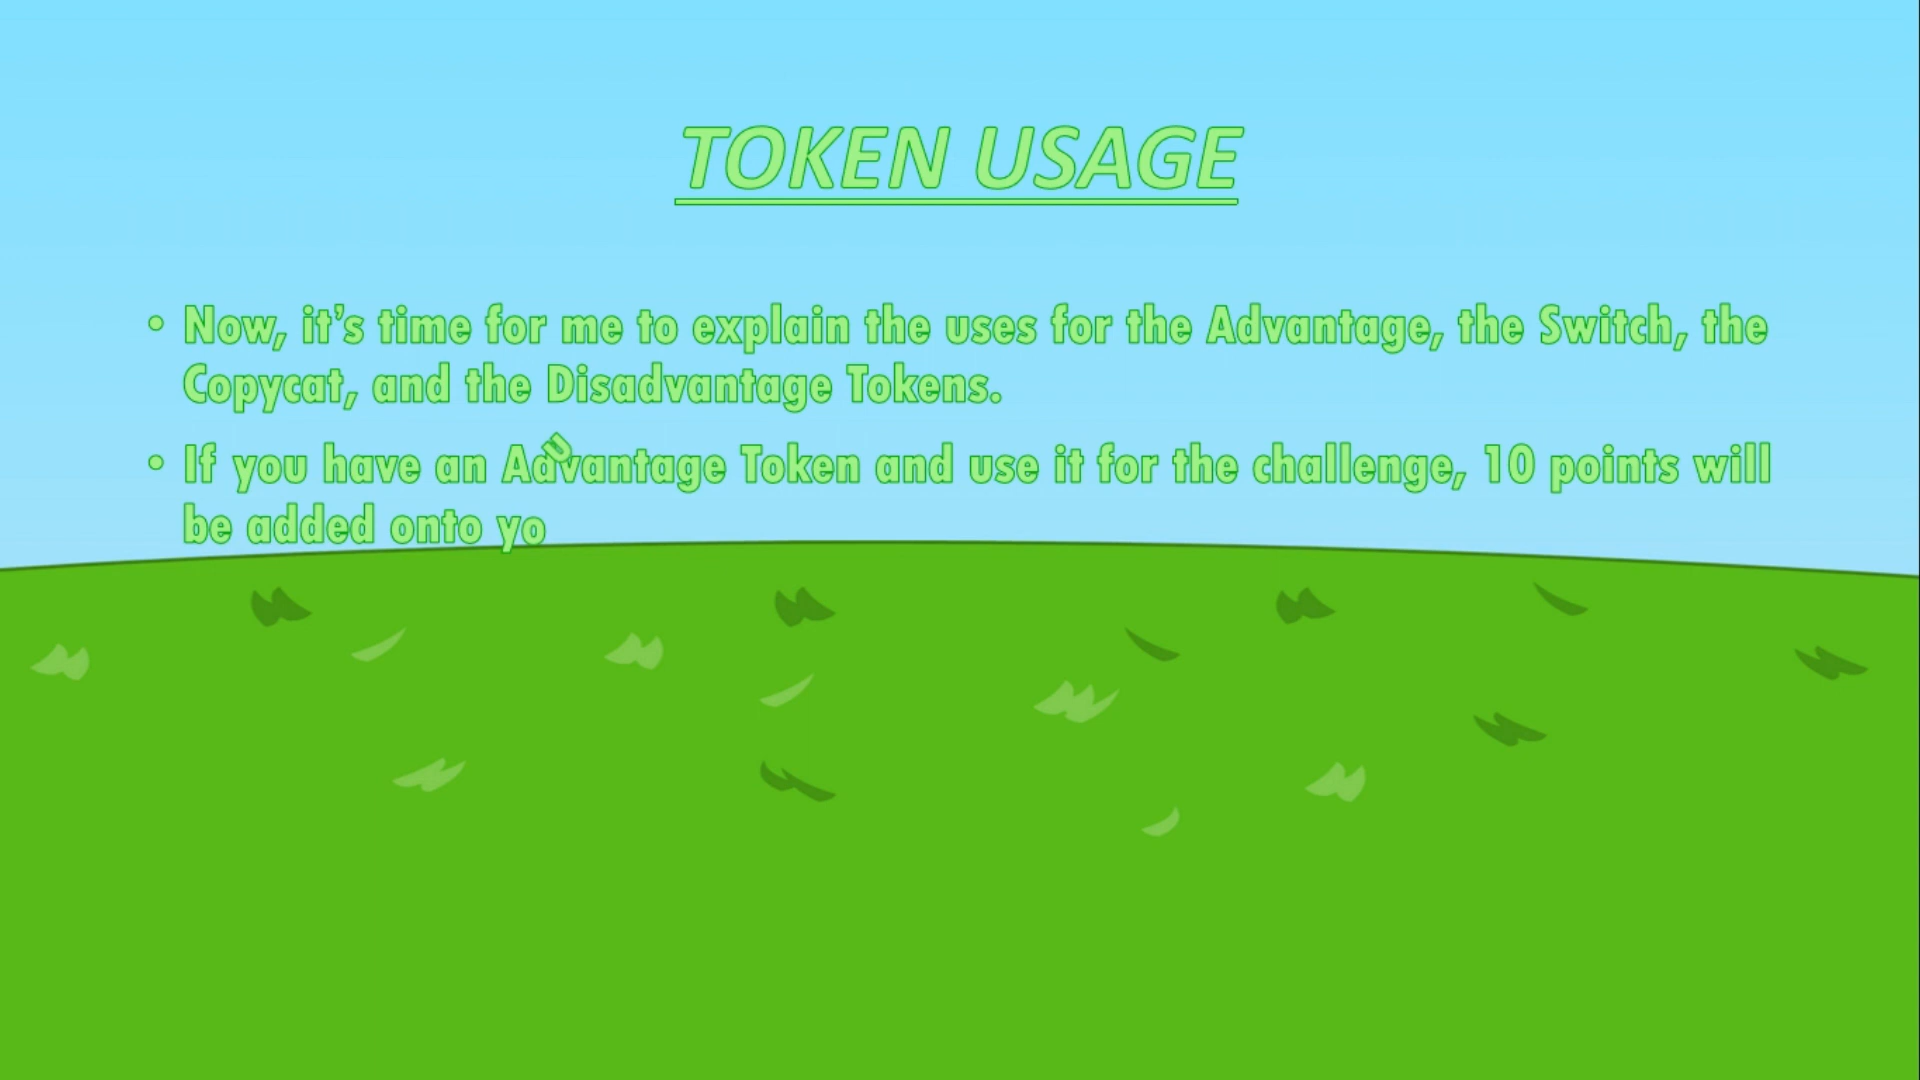 TOKEN USAGE
• Now, it's time for me to explain the uses for the Advantage, the Switch, the
Copycat, and the Disadvantage Tokens.
• If you have an Advantage Token and use it for the challenge, 10 points will
be added onto yo
u